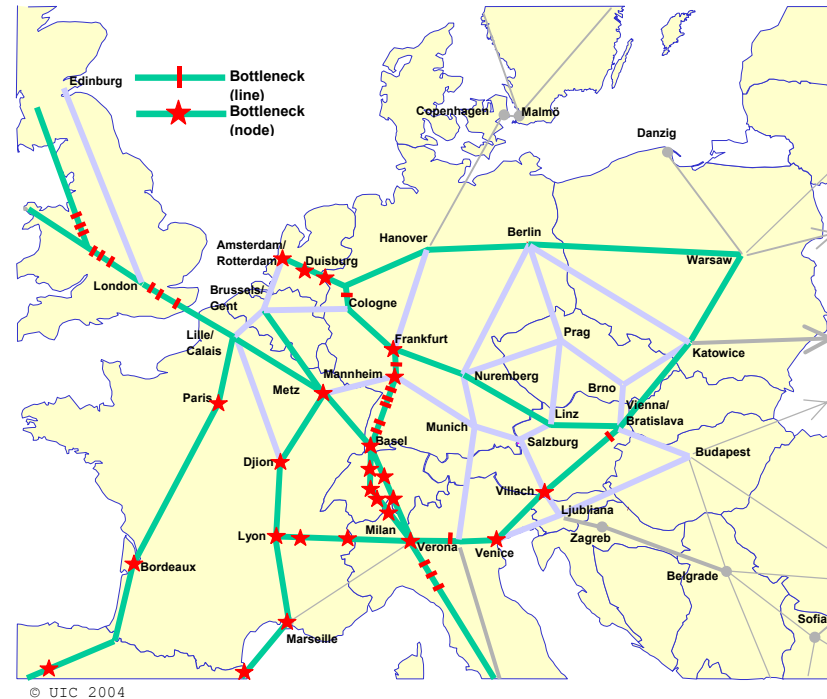 Edinburg
Bottleneck
(line)
Bottleneck
(node)
Copenhagen
Malmö
Danzig
Hanover
Berlin
Amsterdam/
Rotterdam
Duisburg
Warsaw
London
Brussels/
Gent
Cologne
Lille/
Calais
Frankfurt
Prag
Katowice
Mannheim
Nuremberg
Metz
Brno
Paris
Linz
Vienna/
Bratislava
Munich
Basel
Salzburg
Budapest
Djion
Villach
Ljubliana
Milan
Lyon
Verona
Venice
Zagreb
Bordeaux
Belgrade
Sofia
Marseille
© UIC 2004